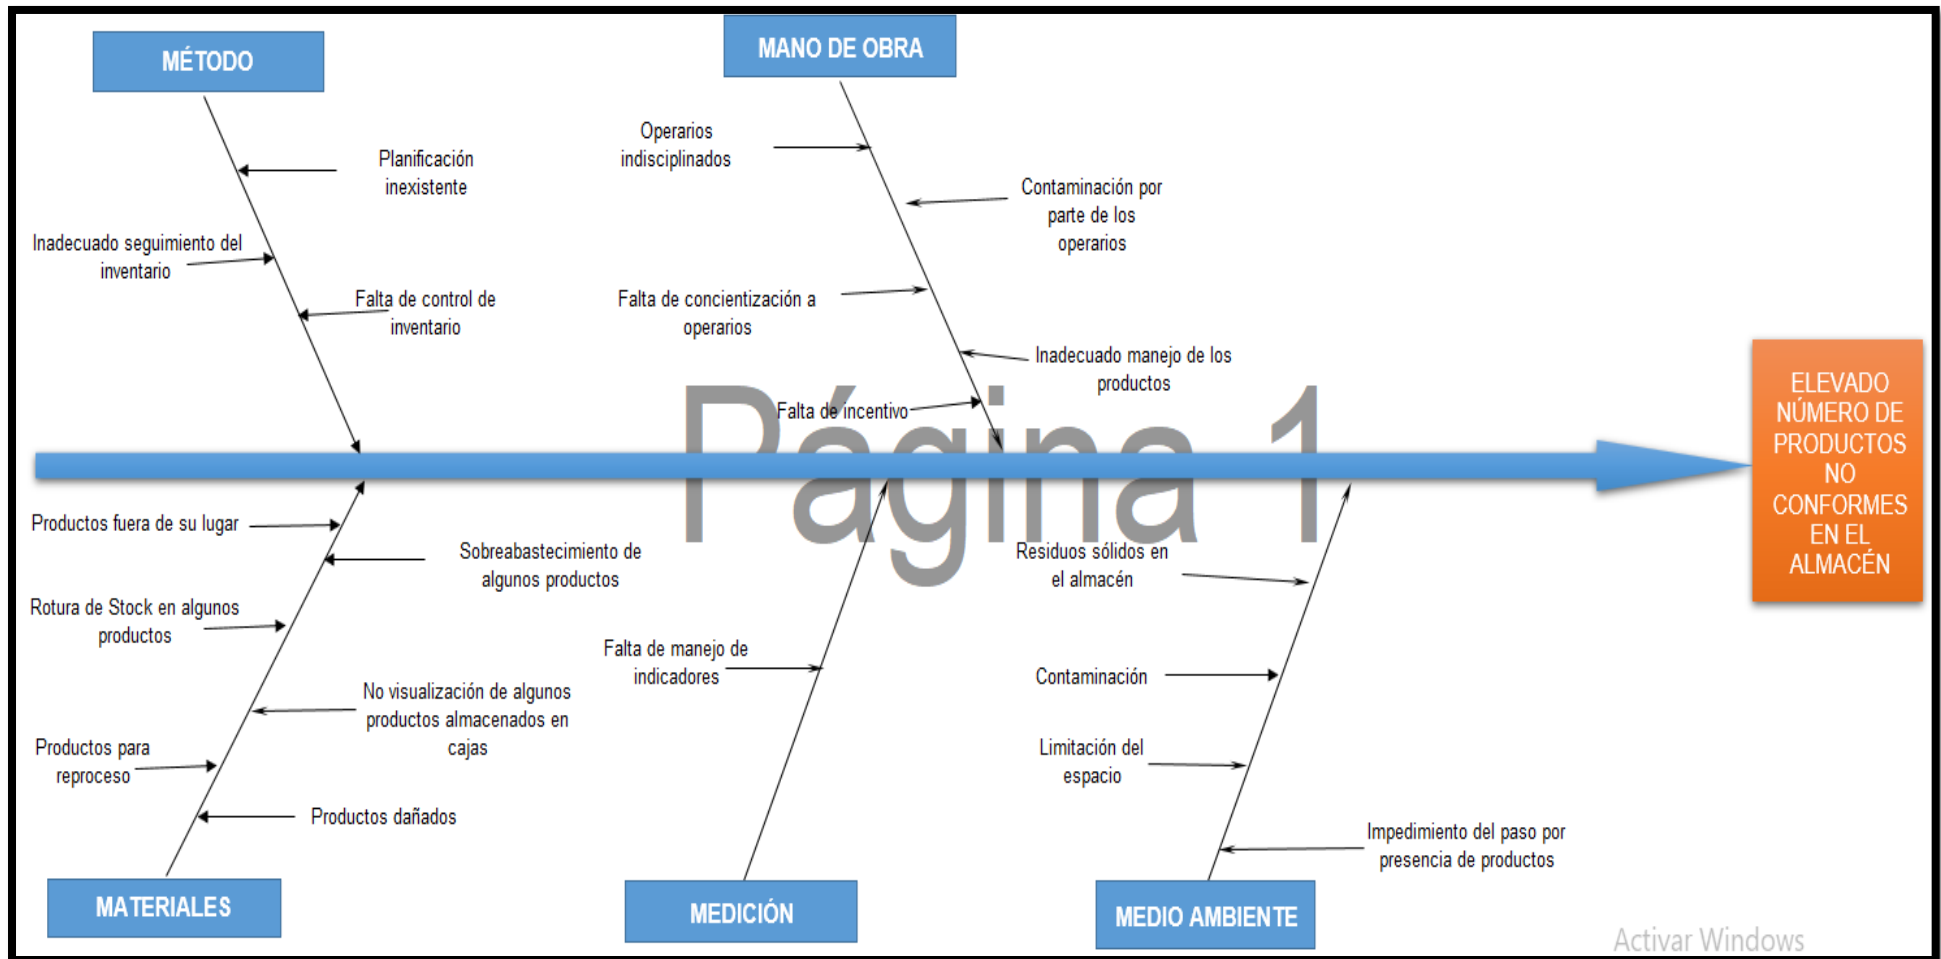 MÉTODO
MANO DE OBRA
Planificación
inexistente
Inadecuado seguimiento del
inventario
Falta de control de
inventario
Operarios
indisciplinados
Contaminación por
parte de los
operarios
Falta de concientización a
operarios
Inadecuado manejo de los
productos
Falta de incentivo
Página 1
ELEVADO
NÚMERO DE
PRODUCTOS
NO
CONFORMES
EN EL
ALMACÉN
Productos fuera de su lugar
Sobreabastecimiento de
algunos productos
Rotura de Stock en algunos
productos
No visualización de algunos
productos almacenados en
cajas
Productos para
reproceso
Productos dañados
Falta de manejo de
indicadores
Residuos sólidos en
el almacén
Contaminación
Limitación del
espacio
Impedimiento del paso por
presencia de productos
MATERIALES
MEDICIÓN
MEDIO AMBIENTE
Activar Windows